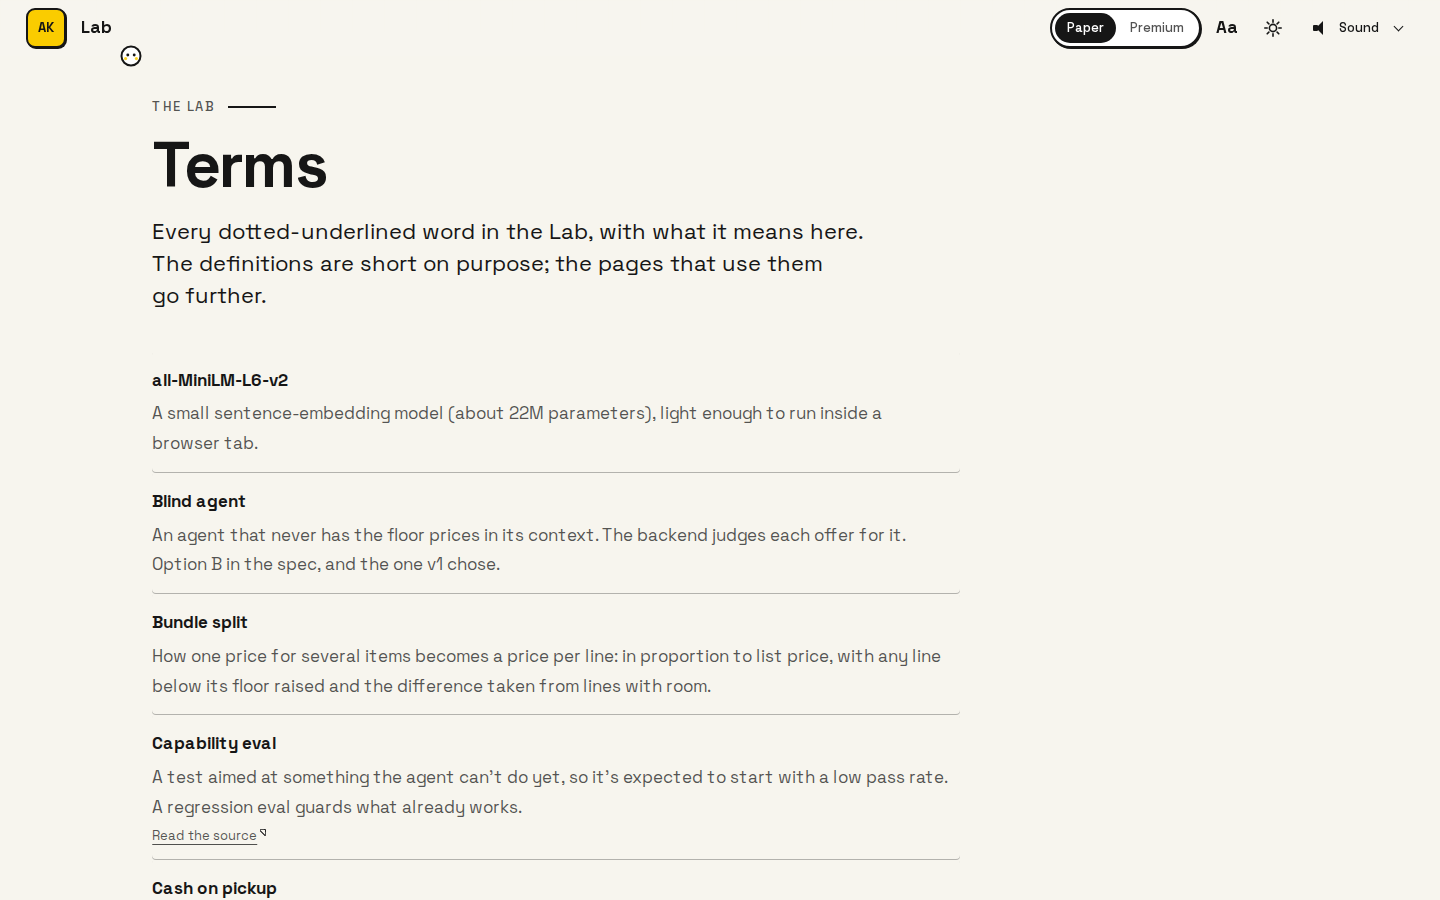 AK
Lab
Paper
Premium
Aa
Sound
THE LAB
Terms
Every dotted-underlined word in the Lab, with what it means here.
The definitions are short on purpose; the pages that use them
go further.
all-MiniLM-L6-v2
A small sentence-embedding model (about 22M parameters), light enough to run inside a
browser tab.
Blind agent
An agent that never has the floor prices in its context. The backend judges each offer for it.
Option B in the spec, and the one v1 chose.
Bundle split
How one price for several items becomes a price per line: in proportion to list price, with any line
below its floor raised and the difference taken from lines with room.
Capability eval
A test aimed at something the agent can't do yet, so it's expected to start with a low pass rate.
A regression eval guards what already works.
Read the source
Cash on pickup